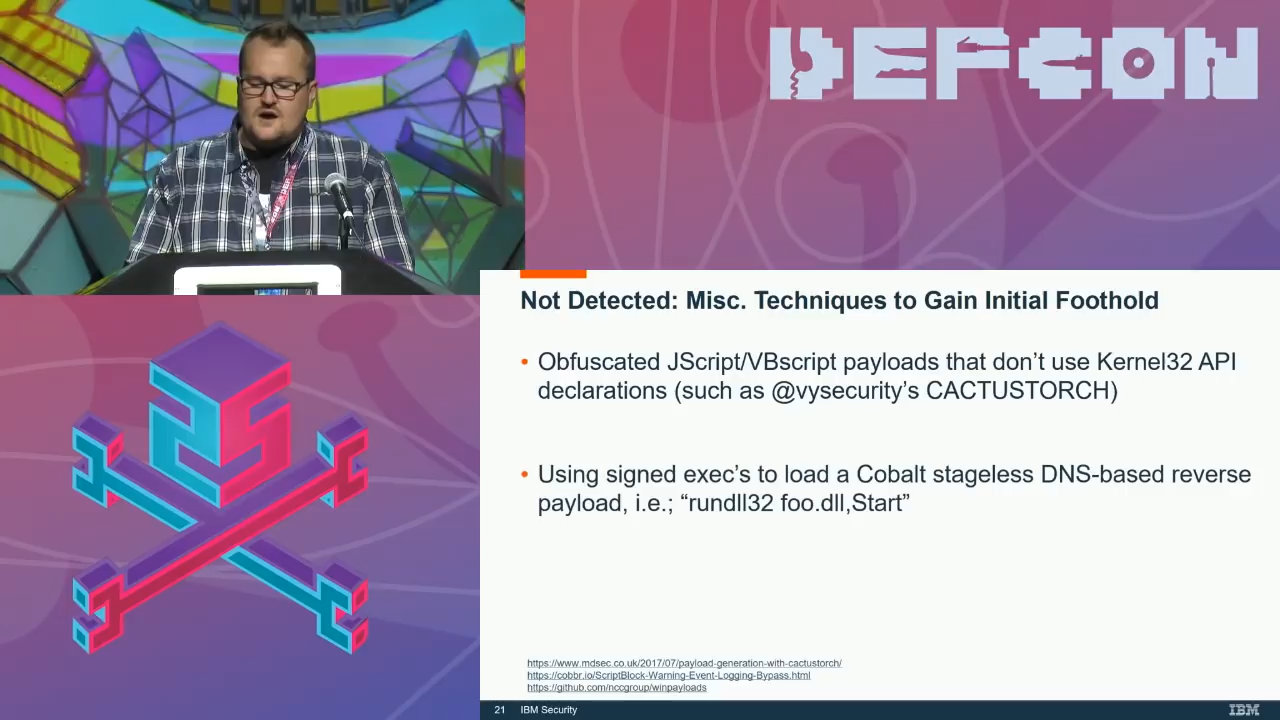 DEFCON
Not Detected: Misc. Techniques to Gain Initial Foothold
• Obfuscated JScript/VBscript payloads that don’t use Kernel32 API
declarations (such as @vysecurity’s CACTUSTORCH)
• Using signed exec’s to load a Cobalt stageless DNS-based reverse
payload, i.e.; “rundll32 foo.dll,Start”
https://www.mdsec.co.uk/2017/07/payload-generation-with-cactustorch/
https://cobbr.io/ScriptBlock-Warning-Event-Logging-Bypass.html
https://github.com/nccgroup/winpayloads
21 IBM Security
IBM